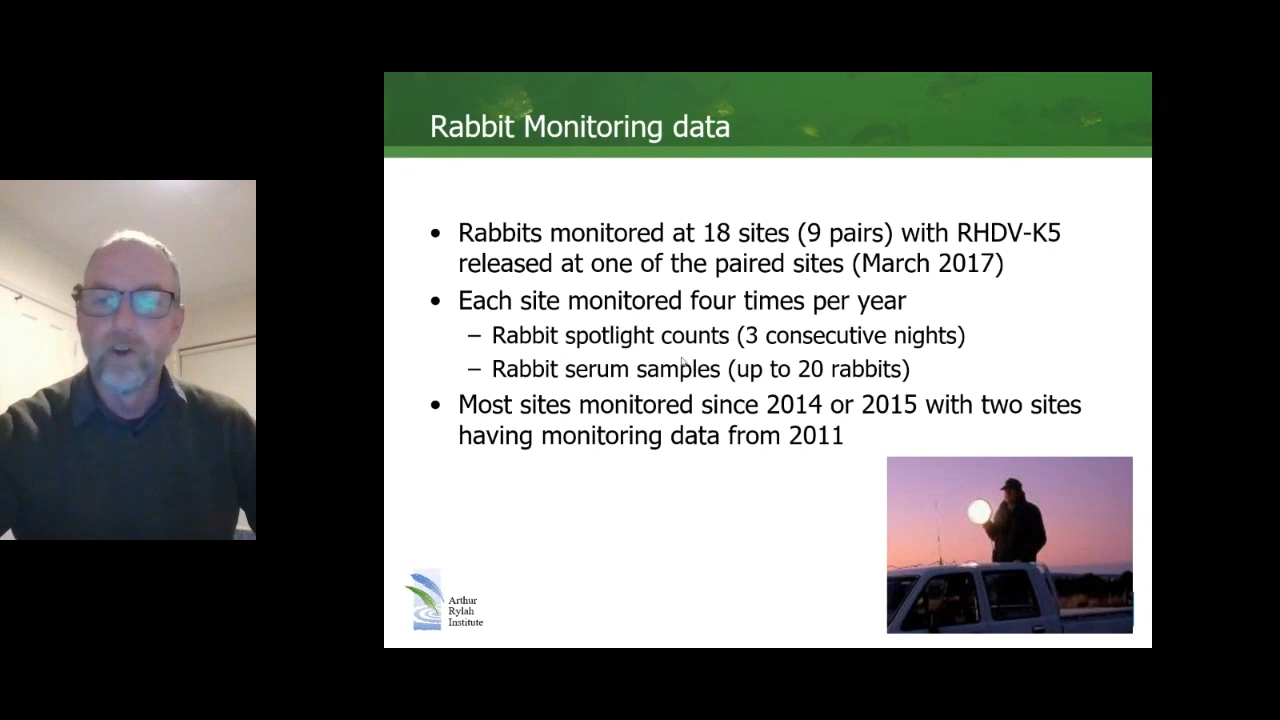 Rabbit Monitoring data
• Rabbits monitored at 18 sites (9 pairs) with RHDV-K5
released at one of the paired sites (March 2017)
• Each site monitored four times per year
– Rabbit spotlight counts (3 consecutive nights)
– Rabbit serum samples (up to 20 rabbits)
• Most sites monitored since 2014 or 2015 with two sites
having monitoring data from 2011
Arthur
Rylah
Institute